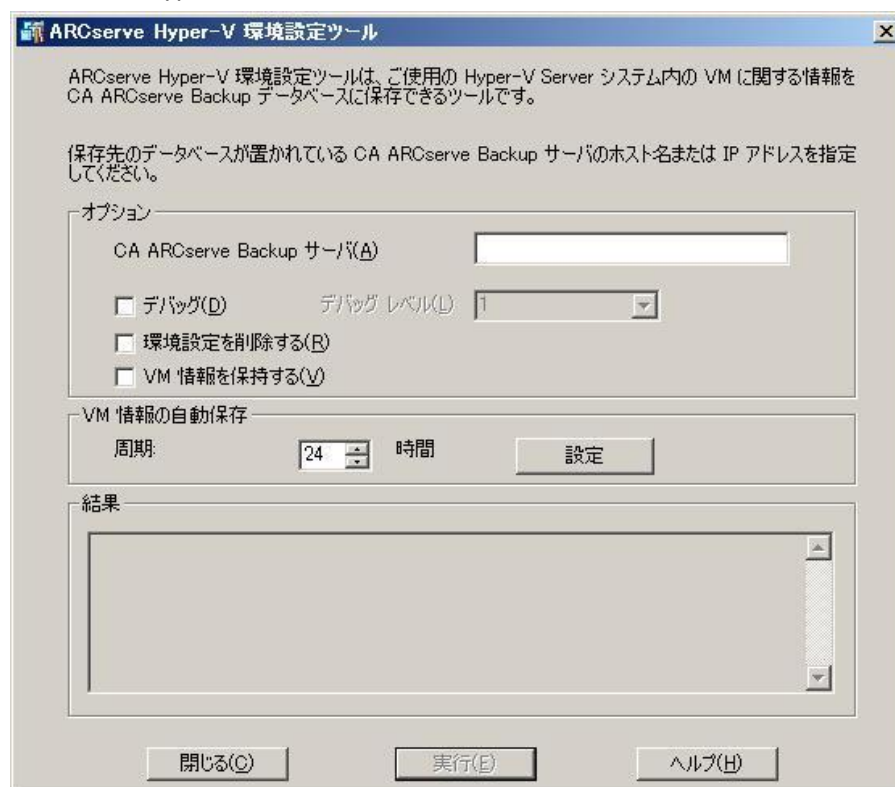 ARCserve Hyper-V 環境設定ツール
ARCserve Hyper-V 環境設定ツールは、ご使用の Hyper-V Server システム内の VM に関する情報を
CA ARCserve Backup データベースに保存できるツールです。
保存先のデータベースが置かれている CA ARCserve Backup サーバのホスト名または IP アドレスを指定
してください。
オプション
CA ARCserve Backup サーバ(A)
デバッグ(D) デバッグ レベル(L) 1
環境設定を削除する(R)
VM 情報を保持する(V)
VM 情報の自動保存
周期: 24 時間 設定
結果
閉じる(C) 実行(E) ヘルプ(H)